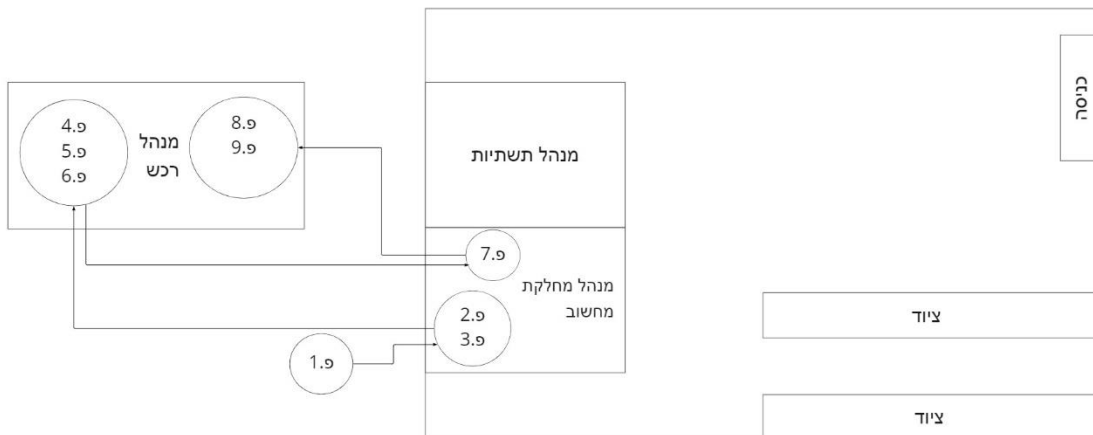 כניסה
מנהל תשתיות
פ.8
פ.9
מנהל
רכש
פ.4
פ.5
פ.6
פ.7
מנהל מחלקת
מחשוב
פ.2
פ.3
פ.1
ציוד
ציוד